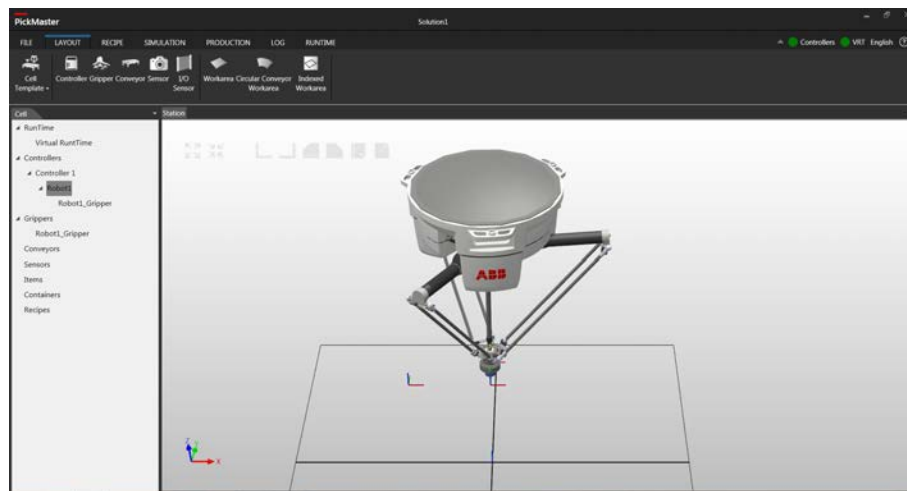 PickMaster
Solution1
FILE LAYOUT RECIPE SIMULATION PRODUCTION LOG RUNTIME
Controllers VRT English
Cell Template
Controller Gripper Conveyor Sensor I/O Sensor Workarea Circular Conveyor Workarea Indexed Workarea
Cell
Station
RunTime
Virtual RuntTime
Controllers
Controller 1
Robot1
Robot1_Gripper
Grippers
Robot1_Gripper
Conveyors
Sensors
Items
Containers
Recipes
ABB
Z
Y
X